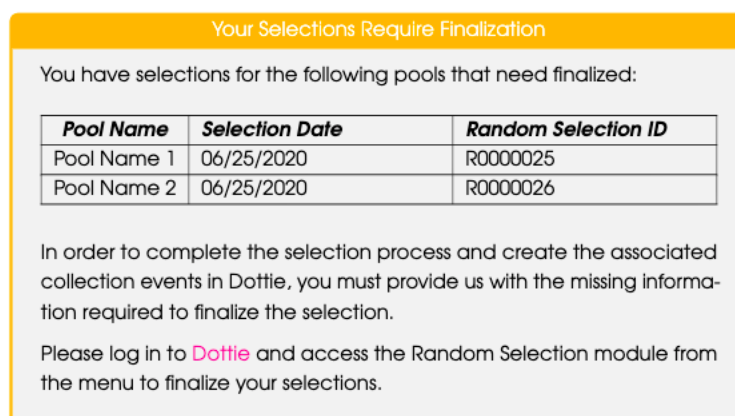 Your Selections Require Finalization
You have selections for the following pools that need finalized:
Pool Name Selection Date Random Selection ID
Pool Name 1 06/25/2020 R0000025
Pool Name 2 06/25/2020 R0000026
In order to complete the selection process and create the associated
collection events in Dottie, you must provide us with the missing informa-
tion required to finalize the selection.
Please log in to Dottie and access the Random Selection module from
the menu to finalize your selections.